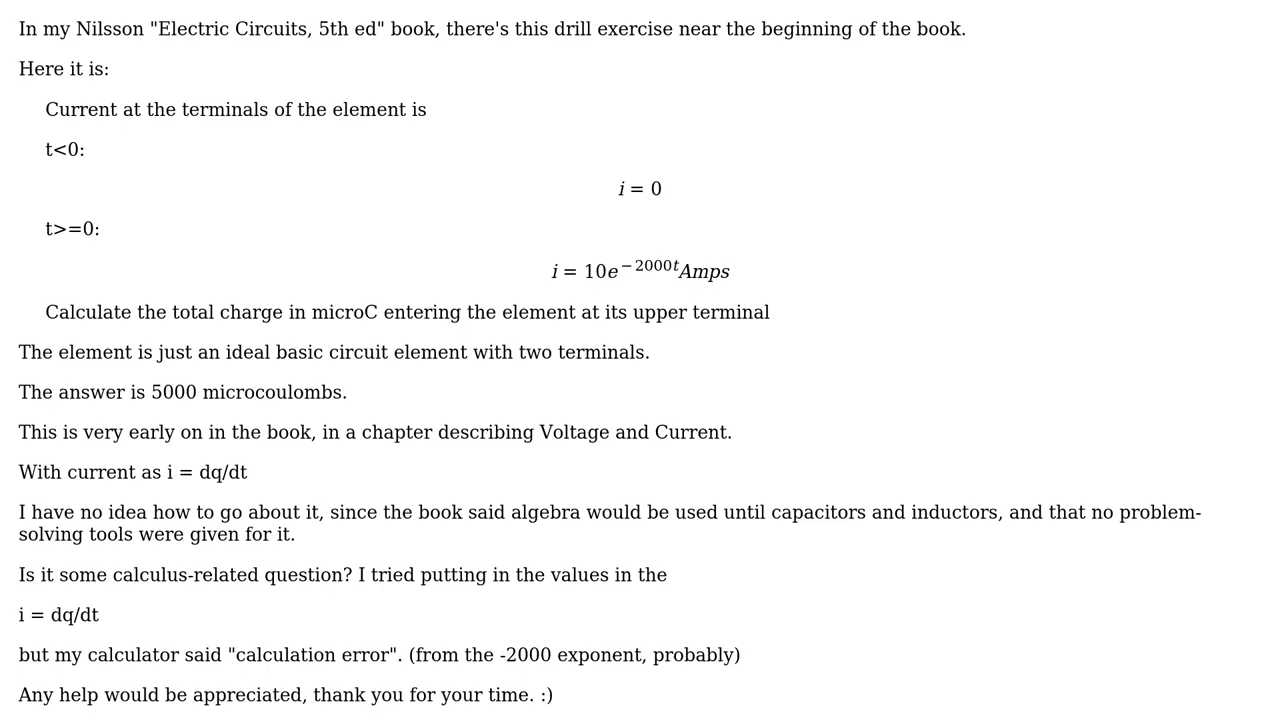 In my Nilsson "Electric Circuits, 5th ed" book, there's this drill exercise near the beginning of the book.
Here it is:
Current at the terminals of the element is
t<0:
i = 0
t>=0:
i = 10e^{−2000t}Amps
Calculate the total charge in microC entering the element at its upper terminal
The element is just an ideal basic circuit element with two terminals.
The answer is 5000 microcoulombs.
This is very early on in the book, in a chapter describing Voltage and Current.
With current as i = dq/dt
I have no idea how to go about it, since the book said algebra would be used until capacitors and inductors, and that no problem-
solving tools were given for it.
Is it some calculus-related question? I tried putting in the values in the
i = dq/dt
but my calculator said "calculation error". (from the -2000 exponent, probably)
Any help would be appreciated, thank you for your time. :)